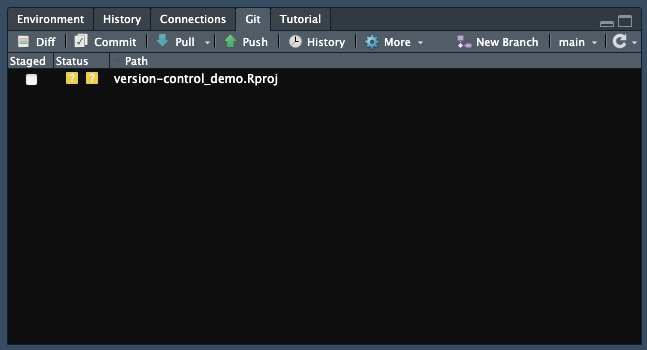 Environment History Connections Git Tutorial
Diff Commit Pull Push History More New Branch main
Staged Status Path
? ? version-control_demo.Rproj